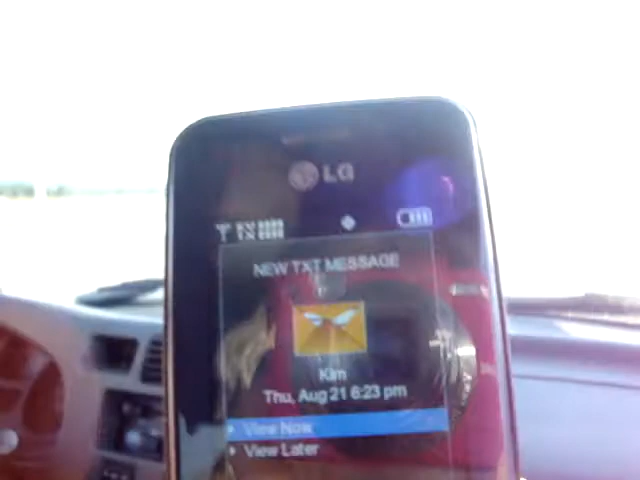 LG
NEW TXT MESSAGE
Kim
Thu, Aug 21 6:23 pm
View Now
View Later